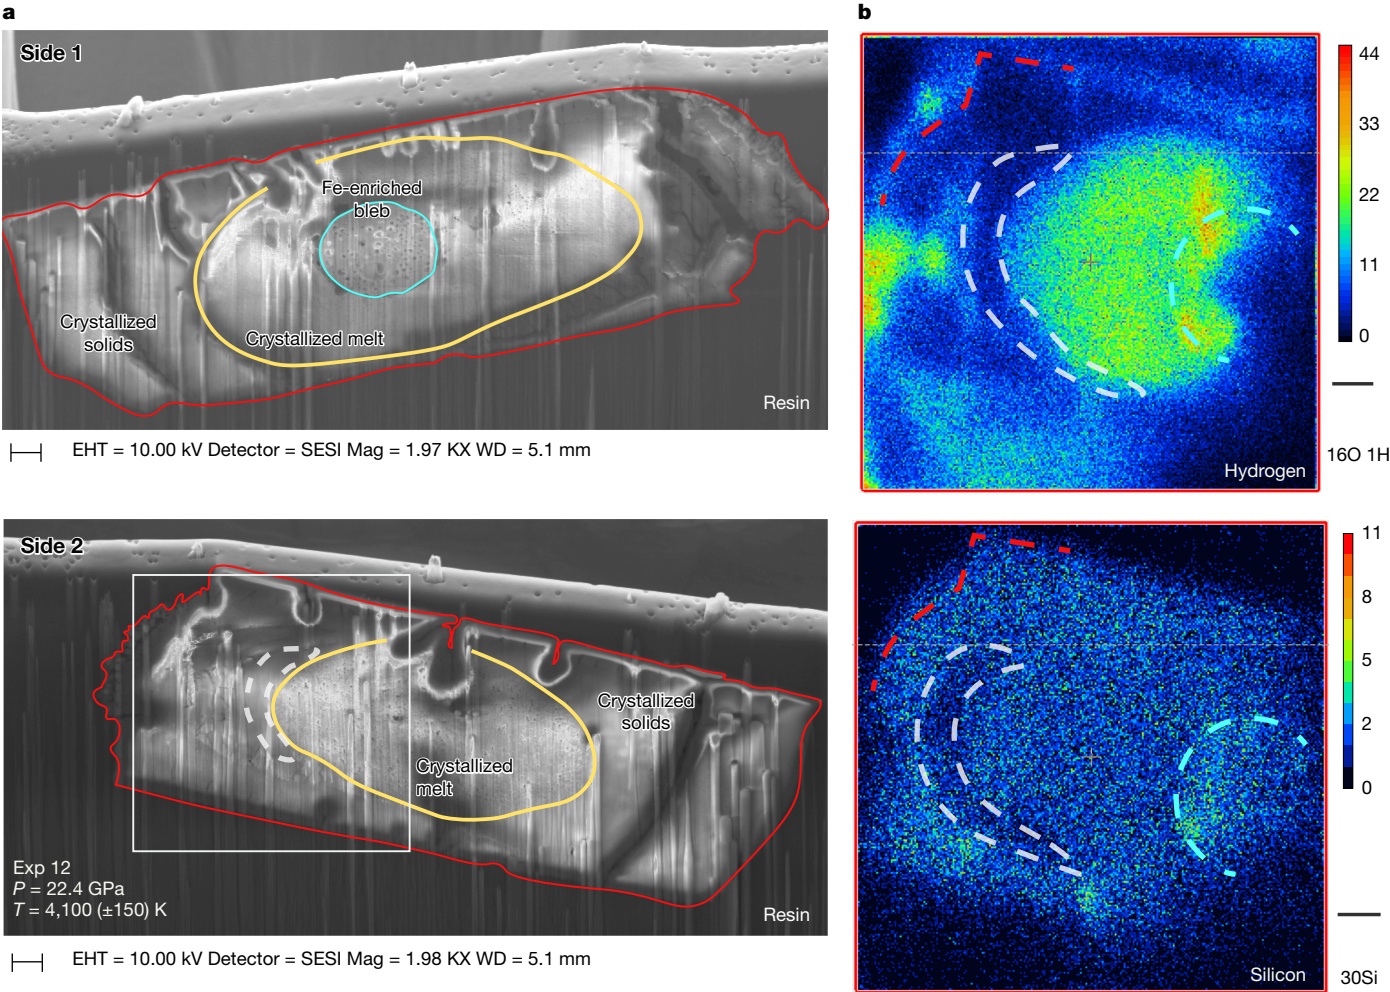 a
Side 1
Fe-enriched
bleb
Crystallized
solids
Crystallized melt
Resin
EHT = 10.00 kV Detector = SESI Mag = 1.97 KX WD = 5.1 mm
Side 2
Crystallized
solids
Crystallized
melt
Exp 12
P = 22.4 GPa
T = 4,100 (±150) K
Resin
EHT = 10.00 kV Detector = SESI Mag = 1.98 KX WD = 5.1 mm
b
44
33
22
11
0
Hydrogen
16O 1H
11
8
5
2
0
Silicon
30Si